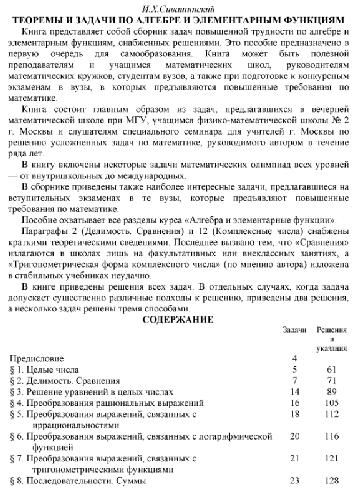 И.Х.Сивашинский
ТЕОРЕМЫ И ЗАДАЧИ ПО АЛГЕБРЕ И ЭЛЕМЕНТАРНЫМ ФУНКЦИЯМ
Книга представляет собой сборник задач повышенной трудности по алгебре и
элементарным функциям, снабженных решениями. Это пособие предназначено в
первую очередь для самообразования. Книга может быть полезной
преподавателям и учащимся математических школ, руководителям
математических кружков, студентам вузов, а также при подготовке к конкурсным
экзаменам в вузы, в которых предъявляются повышенные требования по
математике.
Книга состоит главным образом из задач, предлагавшихся в вечерней
математической школе при МГУ, учащимся физико-математической школы № 2
г. Москвы и слушателям специального семинара для учителей г. Москвы по
решению усложненных задач по математике, руководимого автором в течение
ряда лет.
В книгу включены некоторые задачи математических олимпиад всех уровней
— от внутришкольных до международных.
В сборнике приведены также наиболее интересные задачи, предлагавшиеся на
вступительных экзаменах в те вузы, которые предъявляют повышенные
требования по математике.
Пособие охватывает все разделы курса «Алгебра и элементарные функции».
Параграфы 2 (Делимость, Сравнения) и 12 (Комплексные числа) снабжены
краткими теоретическими сведениями. Последнее вызвано тем, что «Сравнения»
излагаются в школах лишь на факультативных или внеклассных занятиях, а
«Тригонометрическая форма комплексного числа» (по мнению автора) изложена
в стабильных учебниках неудачно.
В книге приведены решения всех задач. В отдельных случаях, когда задача
допускает существенно различные подходы к решению, приведены два решения,
а несколько задач решены тремя способами.
СОДЕРЖАНИЕ
Задачи Решения
и
указания
Предисловие 4
§ 1. Целые числа 5 61
§ 2. Делимость. Сравнения 7 71
§ 3. Решение уравнений в целых числах 14 89
§ 4. Преобразования рациональных выражений 16 105
§ 5. Преобразования выражений, связанных с 18 112
иррациональностями
§ 6. Преобразования выражений, связанных с логарифмической 20 116
функцией
§ 7. Преобразования выражений, связанных с 21 121
тригонометрическими функциями
§ 8. Последовательности. Суммы 23 128